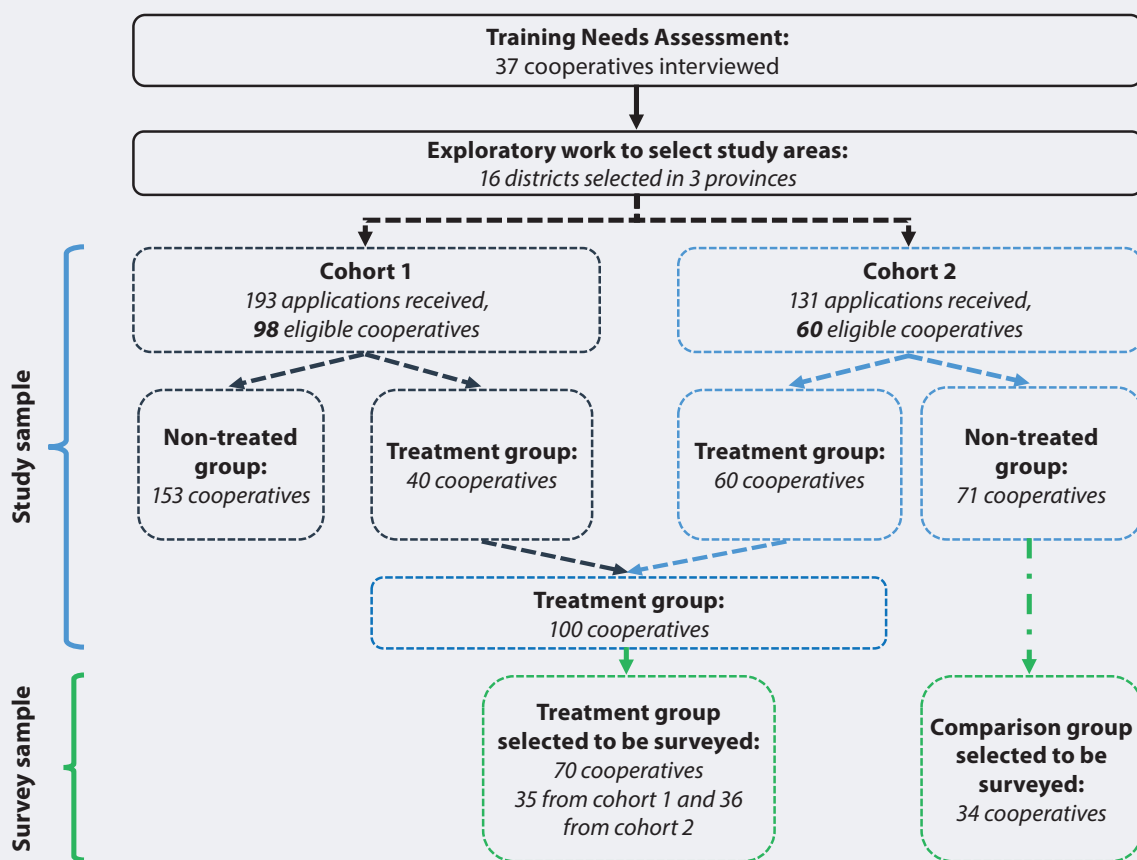 Training Needs Assessment:
37 cooperatives interviewed
Exploratory work to select study areas:
16 districts selected in 3 provinces
Study sample
Cohort 1
193 applications received,
98 eligible cooperatives
Cohort 2
131 applications received,
60 eligible cooperatives
Non-treated
group:
153 cooperatives
Treatment group:
40 cooperatives
Treatment group:
60 cooperatives
Non-treated
group:
71 cooperatives
Treatment group:
100 cooperatives
Survey sample
Treatment group
selected to be surveyed:
70 cooperatives
35 from cohort 1 and 36
from cohort 2
Comparison group
selected to be
surveyed:
34 cooperatives